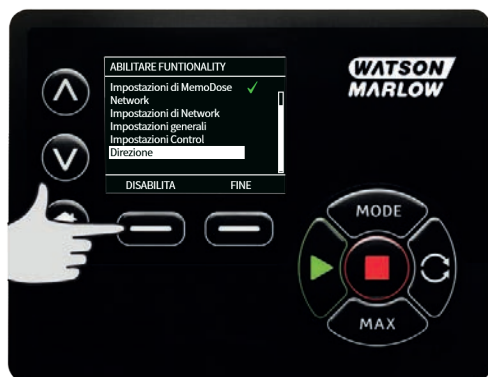 ABILITARE FUNTIONALITY
Impostazioni di MemoDose
Network
Impostazioni di Network
Impostazioni generali
Impostazioni Control
Direzione
DISABILITA FINE
WATSON
MARLOW
MODE
MAX